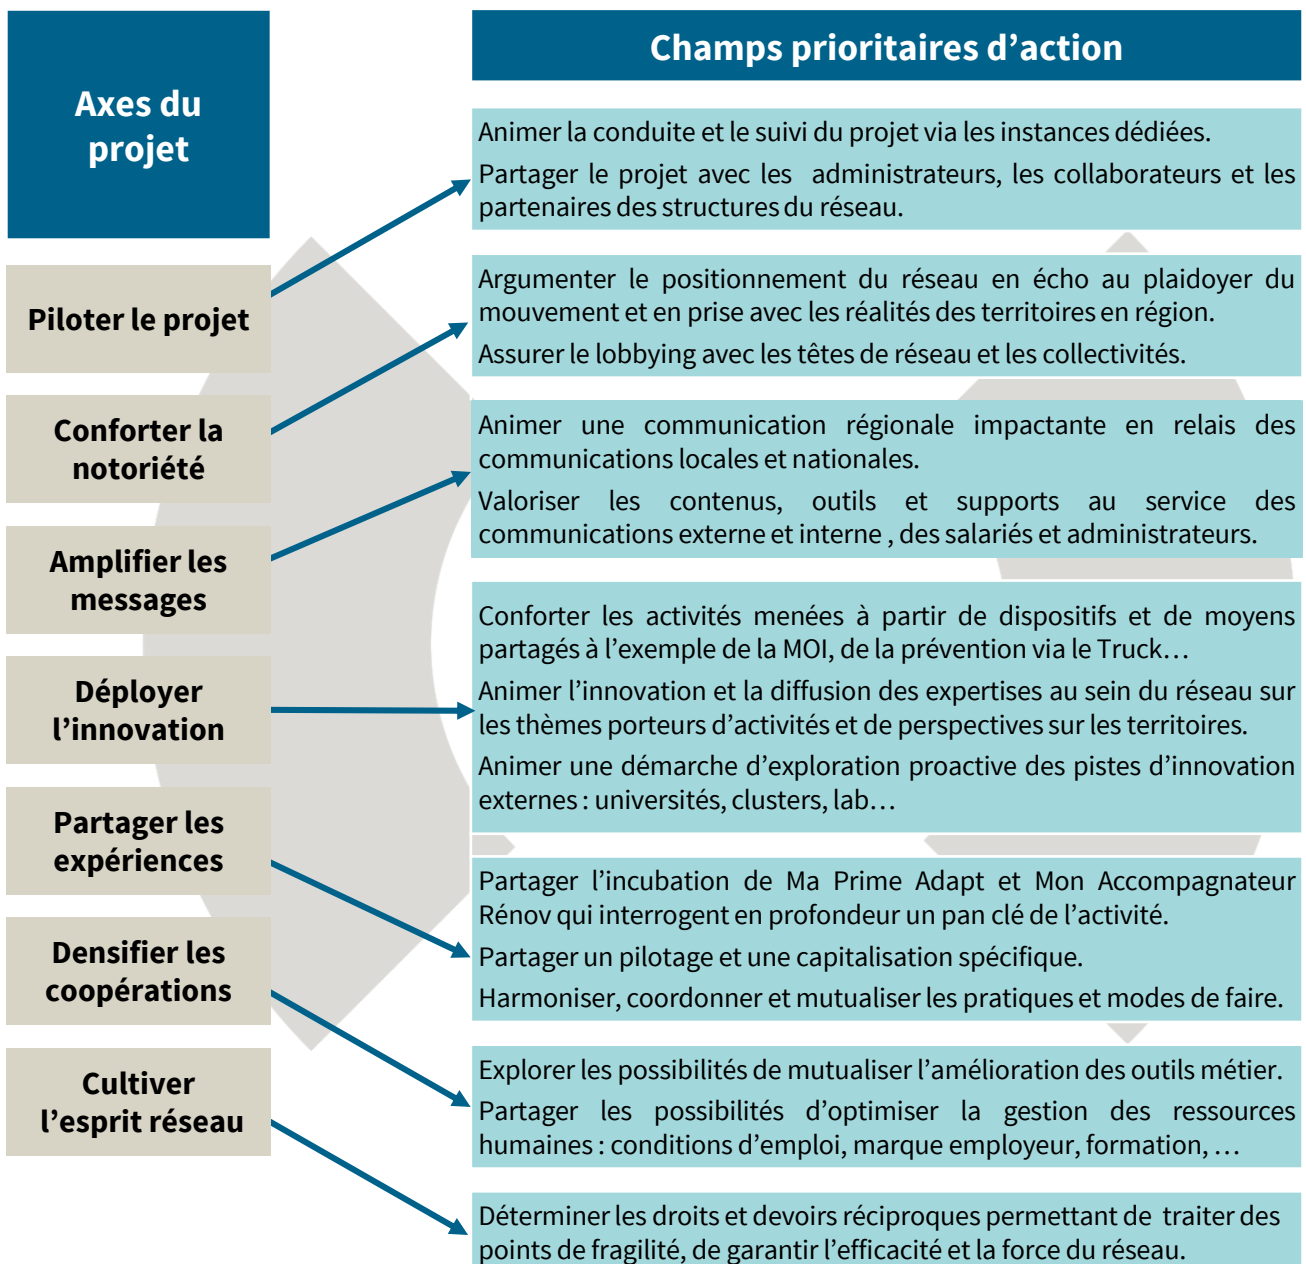 Axes du
projet
Piloter le projet
Conforter la
notoriété
Amplifier les
messages
Déployer
l’innovation
Partager les
expériences
Densifier les
coopérations
Cultiver
l’esprit réseau
Champs prioritaires d’action
Animer la conduite et le suivi du projet via les instances dédiées.
Partager le projet avec les administrateurs, les collaborateurs et les
partenaires des structures du réseau.
Argumenter le positionnement du réseau en écho au plaidoyer du
mouvement et en prise avec les réalités des territoires en région.
Assurer le lobbying avec les têtes de réseau et les collectivités.
Animer une communication régionale impactante en relais des
communications locales et nationales.
Valoriser les contenus, outils et supports au service des
communications externe et interne , des salariés et administrateurs.
Conforter les activités menées à partir de dispositifs et de moyens
partagés à l’exemple de la MOI, de la prévention via le Truck…
Animer l’innovation et la diffusion des expertises au sein du réseau sur
les thèmes porteurs d’activités et de perspectives sur les territoires.
Animer une démarche d’exploration proactive des pistes d’innovation
externes : universités, clusters, lab…
Partager l’incubation de Ma Prime Adapt et Mon Accompagnateur
Rénov qui interrogent en profondeur un pan clé de l’activité.
Partager un pilotage et une capitalisation spécifique.
Harmoniser, coordonner et mutualiser les pratiques et modes de faire.
Explorer les possibilités de mutualiser l’amélioration des outils métier.
Partager les possibilités d’optimiser la gestion des ressources
humaines : conditions d’emploi, marque employeur, formation, …
Déterminer les droits et devoirs réciproques permettant de traiter des
points de fragilité, de garantir l’efficacité et la force du réseau.